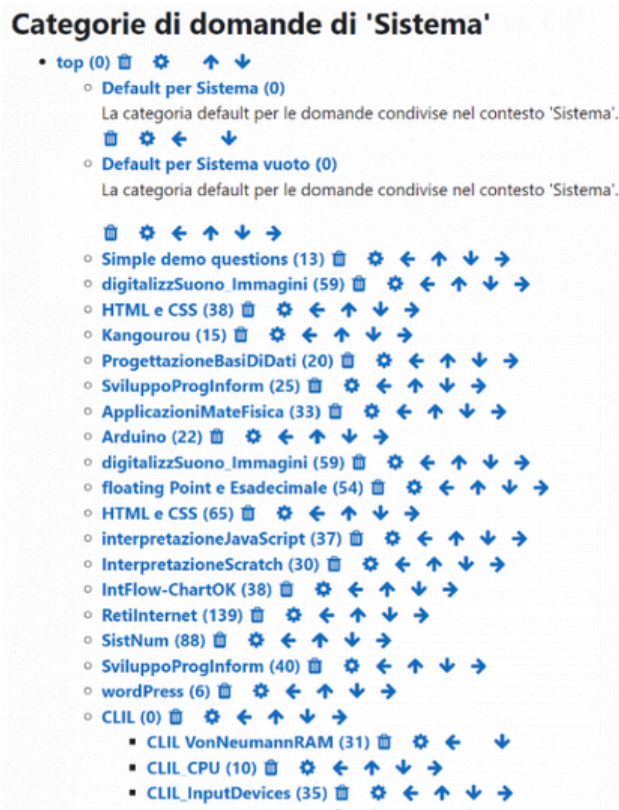 Categorie di domande di 'Sistema'
top (0)
Default per Sistema (0)
La categoria default per le domande condivise nel contesto 'Sistema'.
Default per Sistema vuoto (0)
La categoria default per le domande condivise nel contesto 'Sistema'.
Simple demo questions (13)
digitalizzSuono_Immagini (59)
HTML e CSS (38)
Kangourou (15)
ProgettazioneBasiDiDati (20)
SviluppoProgInform (25)
ApplicazioniMateFisica (33)
Arduino (22)
digitalizzSuono_Immagini (59)
floating Point e Esadecimale (54)
HTML e CSS (65)
interpretazioneJavaScript (37)
InterpretazioneScratch (30)
IntFlow-ChartOK (38)
RetiInternet (139)
SistNum (88)
SviluppoProgInform (40)
wordPress (6)
CLIL (0)
CLIL VonNeumannRAM (31)
CLIL_CPU (10)
CLIL_InputDevices (35)